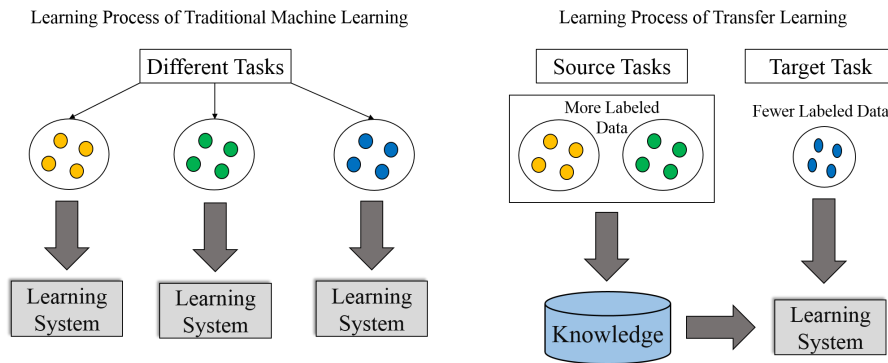 Learning Process of Traditional Machine Learning
Different Tasks
Learning
System
Learning
System
Learning
System
Learning Process of Transfer Learning
Source Tasks
Target Task
More Labeled
Data
Fewer Labeled Data
Knowledge
Learning
System